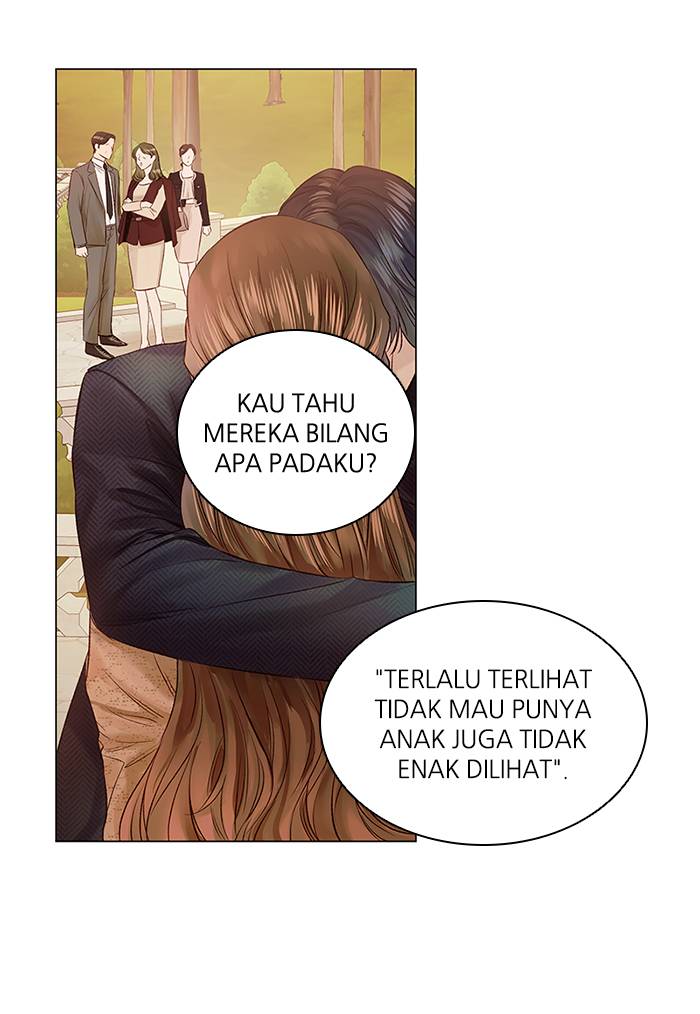 KAU TAHU
MEREKA BILANG
APA PADAKU?
"TERLALU TERLIHAT
TIDAK MAU PUNYA
ANAK JUGA TIDAK
ENAK DILIHAT".